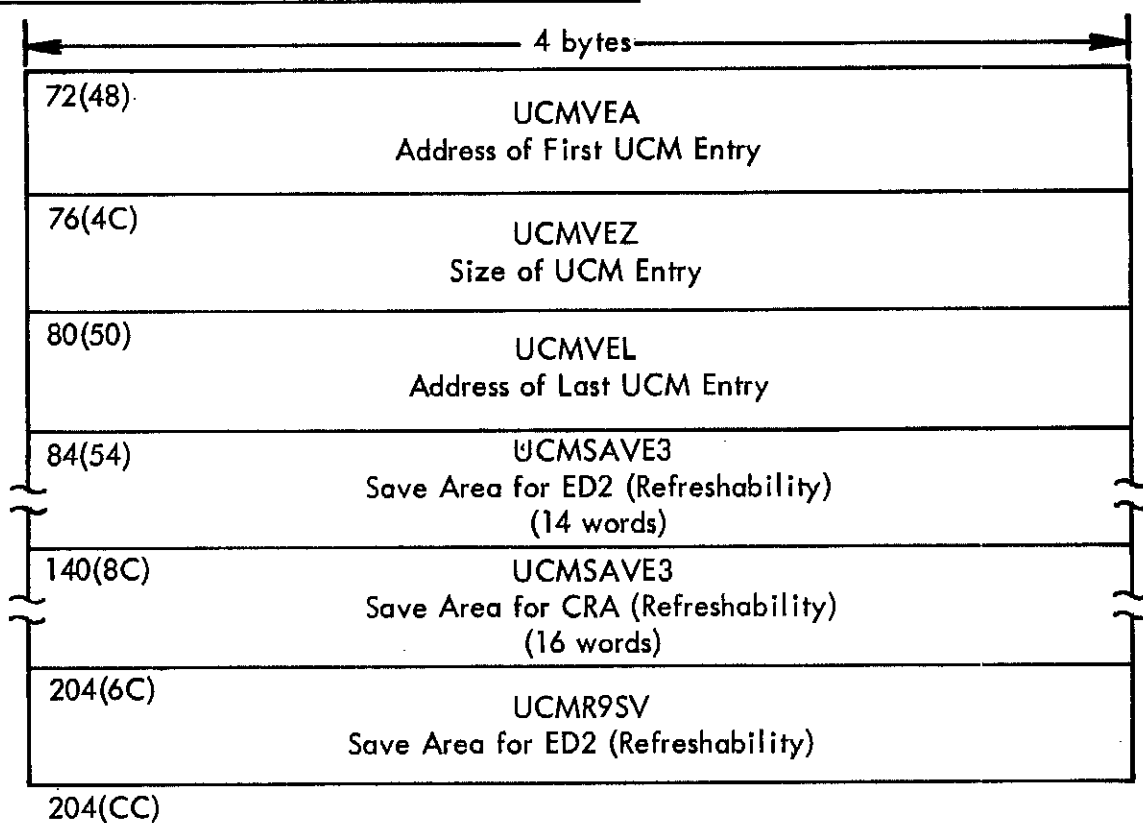 4 bytes
72(48)
UCMVEA
Address of First UCM Entry
76(4C)
UCMVEZ
Size of UCM Entry
80(50)
UCMVEL
Address of Last UCM Entry
84(54)
UCMSAVE3
Save Area for ED2 (Refreshability)
(14 words)
140(8C)
UCMSAVE3
Save Area for CRA (Refreshability)
(16 words)
204(6C)
UCMR9SV
Save Area for ED2 (Refreshability)
204(CC)